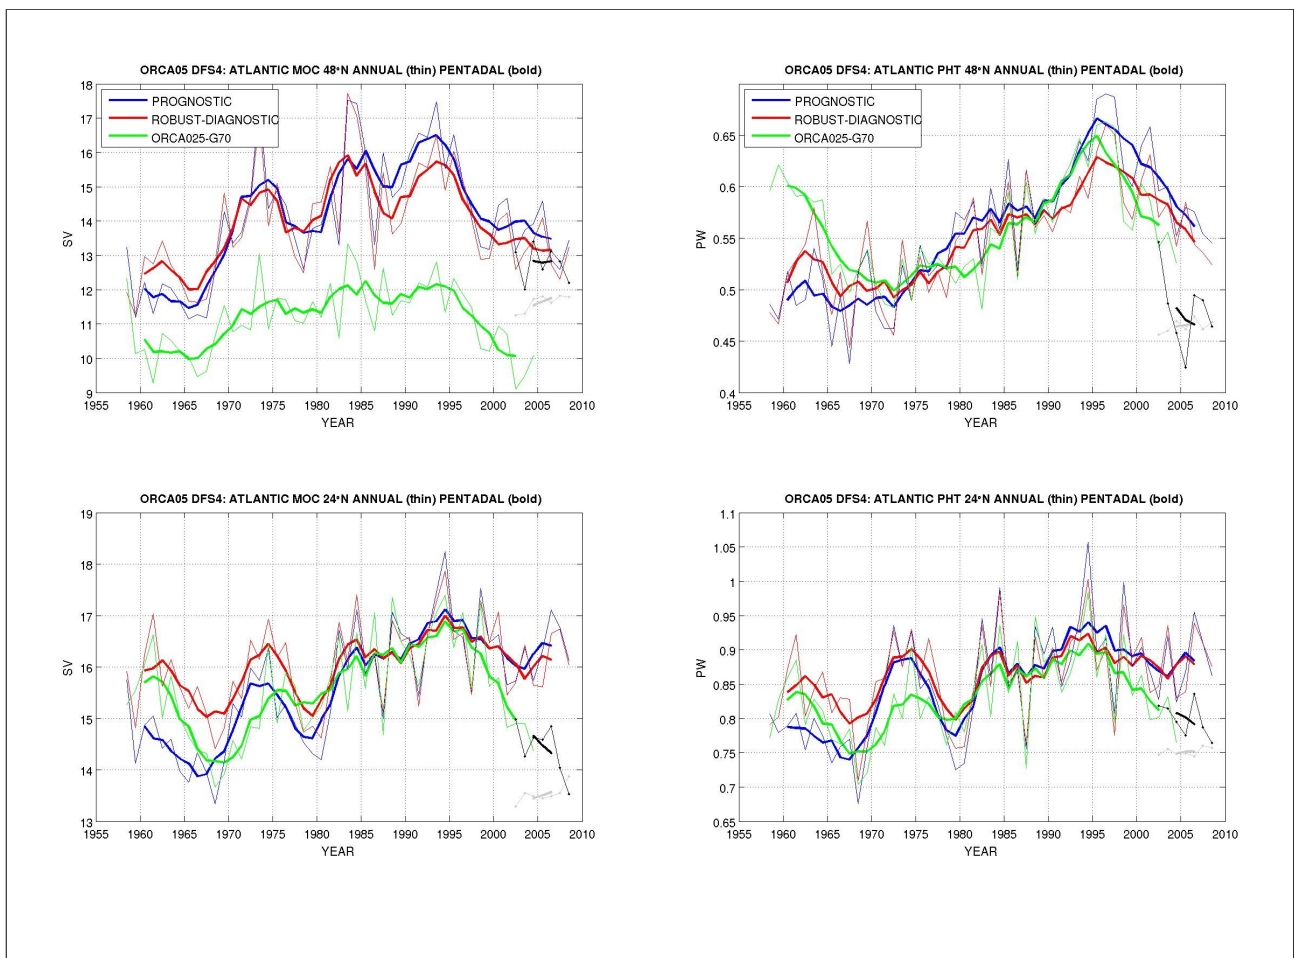 ORCA05 DFS4: ATLANTIC MOC 48°N ANNUAL (thin) PENTADAL (bold)
18
17
16
15
14
13
12
11
10
9
SV
PROGNOSTIC
ROBUST-DIAGNOSTIC
ORCA025-G70
1955 1960 1965 1970 1975 1980 1985 1990 1995 2000 2005 2010
YEAR
ORCA05 DFS4: ATLANTIC PHT 48°N ANNUAL (thin) PENTADAL (bold)
0.65
0.6
0.55
0.5
0.45
0.4
PW
PROGNOSTIC
ROBUST-DIAGNOSTIC
ORCA025-G70
1955 1960 1965 1970 1975 1980 1985 1990 1995 2000 2005 2010
YEAR
ORCA05 DFS4: ATLANTIC MOC 24°N ANNUAL (thin) PENTADAL (bold)
19
18
17
16
15
14
13
SV
1955 1960 1965 1970 1975 1980 1985 1990 1995 2000 2005 2010
YEAR
ORCA05 DFS4: ATLANTIC PHT 24°N ANNUAL (thin) PENTADAL (bold)
1.1
1.05
1
0.95
0.9
0.85
0.8
0.75
0.7
0.65
PW
1955 1960 1965 1970 1975 1980 1985 1990 1995 2000 2005 2010
YEAR